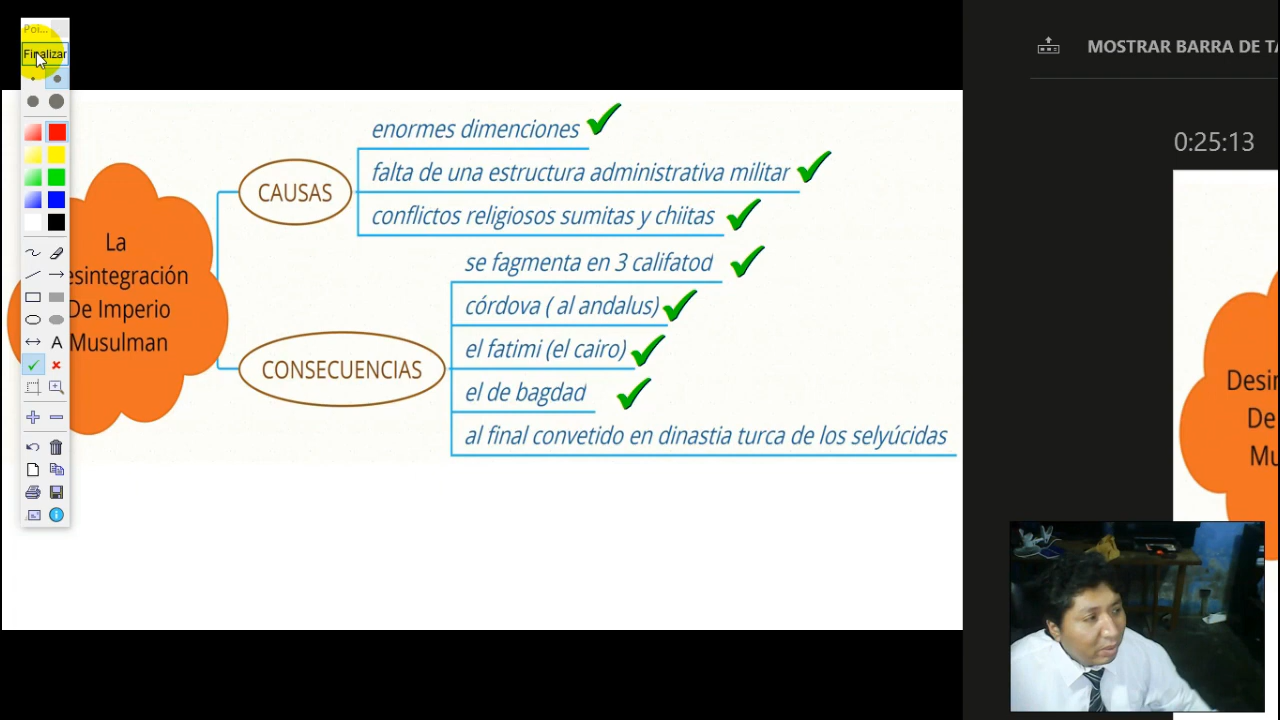 Poi...
Finalizar
MOSTRAR BARRA DE TA
0:25:13
La
esintegración
De Imperio
Musulman
CAUSAS
enormes dimenciones
falta de una estructura administrativa militar
conflictos religiosos sumitas y chiitas
CONSECUENCIAS
se fagmenta en 3 califatod
córdova ( al andalus)
el fatimi (el cairo)
el de bagdad
al final convetido en dinastia turca de los selyúcidas
A
Desin
De
Mu